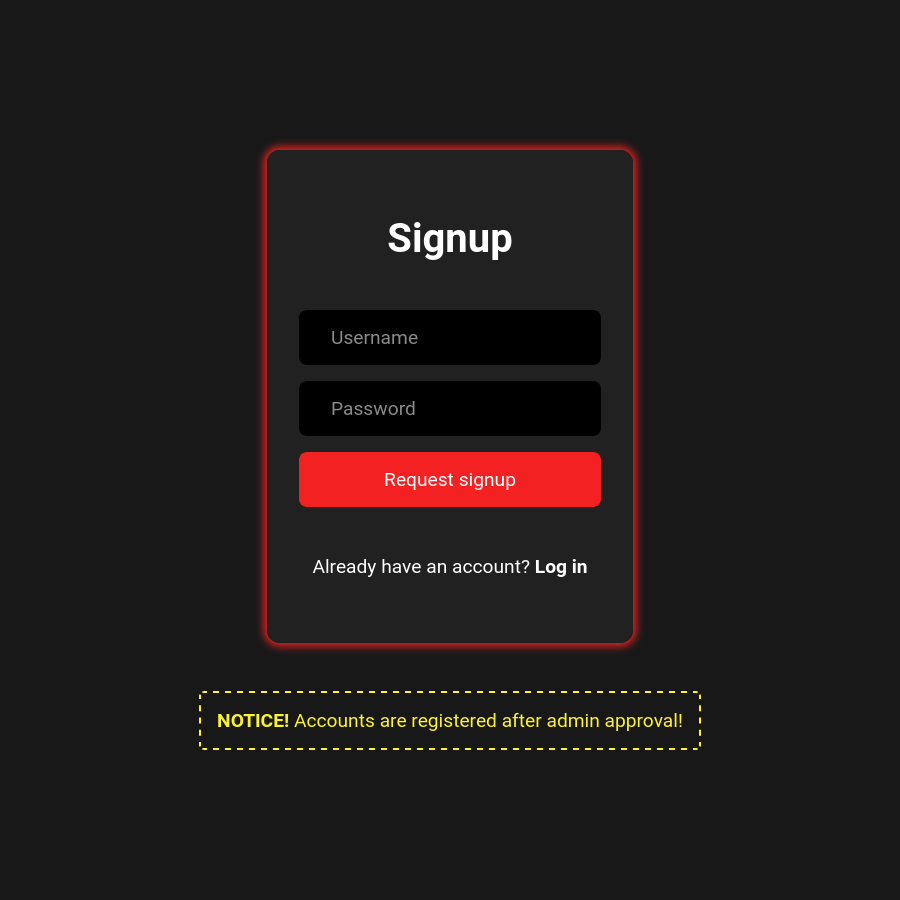 Signup
Username
Password
Request signup
Already have an account? Log in
NOTICE! Accounts are registered after admin approval!